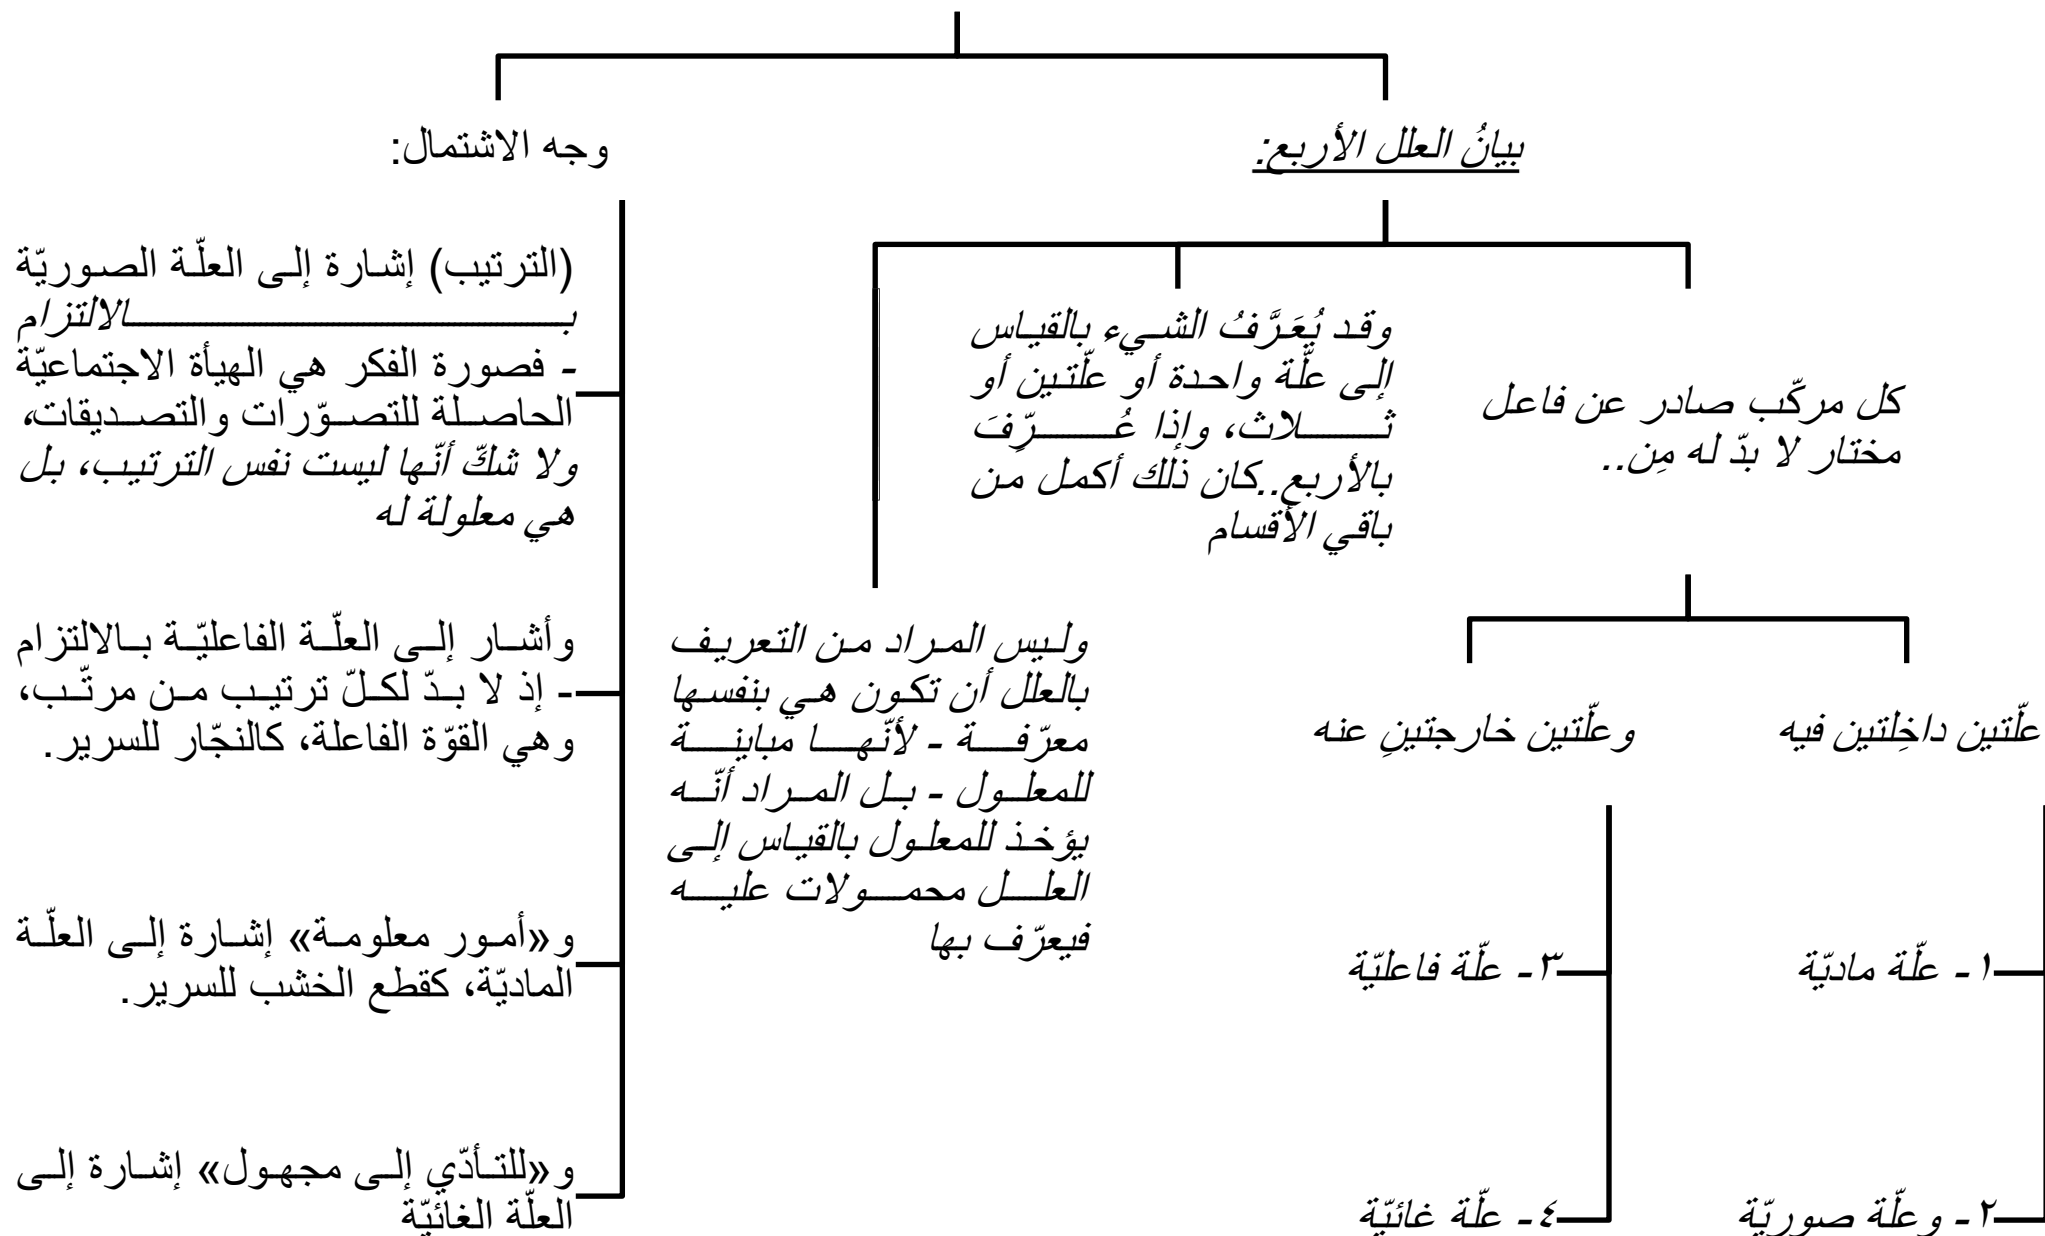 بيانُ العلل الأربع:
كل مركّب صادر عن فاعل
مختار لا بدّ له مِن..
علّتين داخِلتين فيه
١- علّة ماديّة
٢- وعلّة صوريّة
وعلّتين خارجتينِ عنه
٣- علّة فاعليّة
٤- علّة غائيّة
وقد يُعَرَّفُ الشيء بالقياس
إلى علّة واحدة أو علّتين أو
ثلاث، وإذا عُرِّفَ
بالأربع..كان ذلك أكمل من
باقي الأقسام
وليس المراد من التعريف
بالعلل أن تكون هي بنفسها
معرّفة - لأنّها مباينة
للمعلول - بل المراد أنّه
يؤخذ للمعلول بالقياس إلى
العلل محمولات عليه
فيعرّف بها
وجه الاشتمال:
(الترتيب) إشارة إلى العلّة الصوريّة
بالالتزام
- فصورة الفكر هي الهيأة الاجتماعيّة
الحاصلة للتصوّرات والتصديقات،
ولا شكّ أنّها ليست نفس الترتيب، بل
هي معلولة له
وأشار إلى العلّة الفاعليّة بالالتزام
- إذ لا بدّ لكلّ ترتيب من مرتّب،
وهي القوّة الفاعلة، كالنجّار للسرير.
و«أمور معلومة» إشارة إلى العلّة
الماديّة، كقطع الخشب للسرير.
و«للتأدّي إلى مجهول» إشارة إلى
العلّة الغائيّة